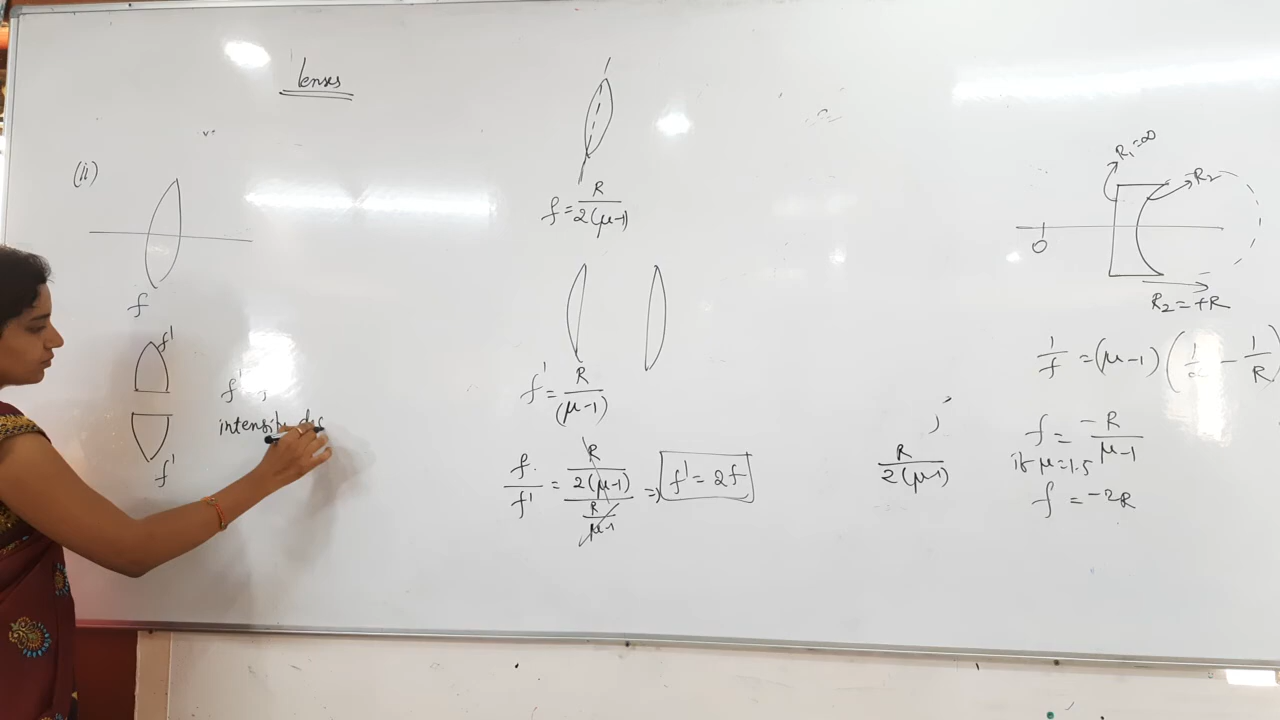 lenses
(ii)
f
f'
f'
f' =
intensity
f = R / 2(μ-1)
f' = R / (μ-1)
f / f' = R / 2(μ-1) / R / μ-1 => f' = 2f
R / 2(μ-1)
R₁=∞
R₂
O
R₂ = +R
1/f = (μ-1) (1/∞ - 1/R
f = -R / μ-1
if μ=1.5
f = -2R